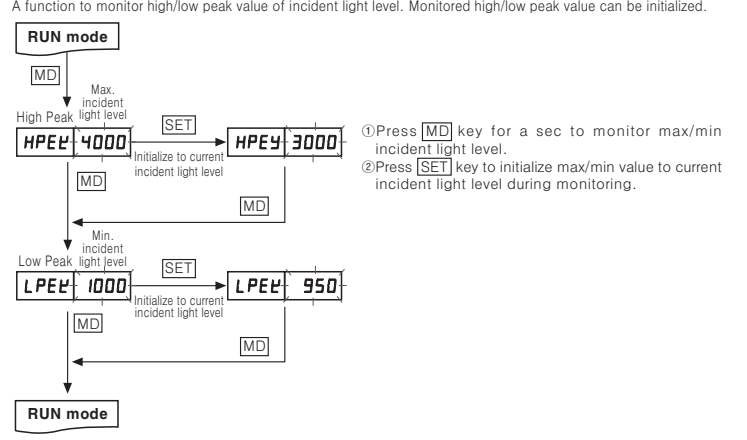 A function to monitor high/low peak value of incident light level. Monitored high/low peak value can be initialized.
RUN mode
MD
Max.
incident
High Peak light level
HPEK 4000
SET
Initialize to current
incident light level
HPEY 3000
MD
MD
Min.
incident
Low Peak light level
LPEK 1000
SET
Initialize to current
incident light level
LPEK 950
MD
MD
RUN mode
①Press MD key for a sec to monitor max/min
incident light level.
②Press SET key to initialize max/min value to current
incident light level during monitoring.